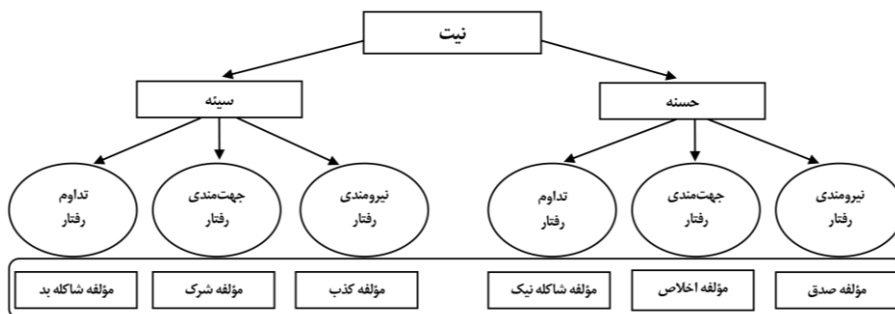 نیت
حسنه
سیئه
نیرومندی
رفتار
جهت‌مندی
رفتار
تداوم
رفتار
نیرومندی
رفتار
جهت‌مندی
رفتار
تداوم
رفتار
مؤلفه صدق
مؤلفه اخلاص
مؤلفه شاکله نیک
مؤلفه کذب
مؤلفه شرک
مؤلفه شاکله بد